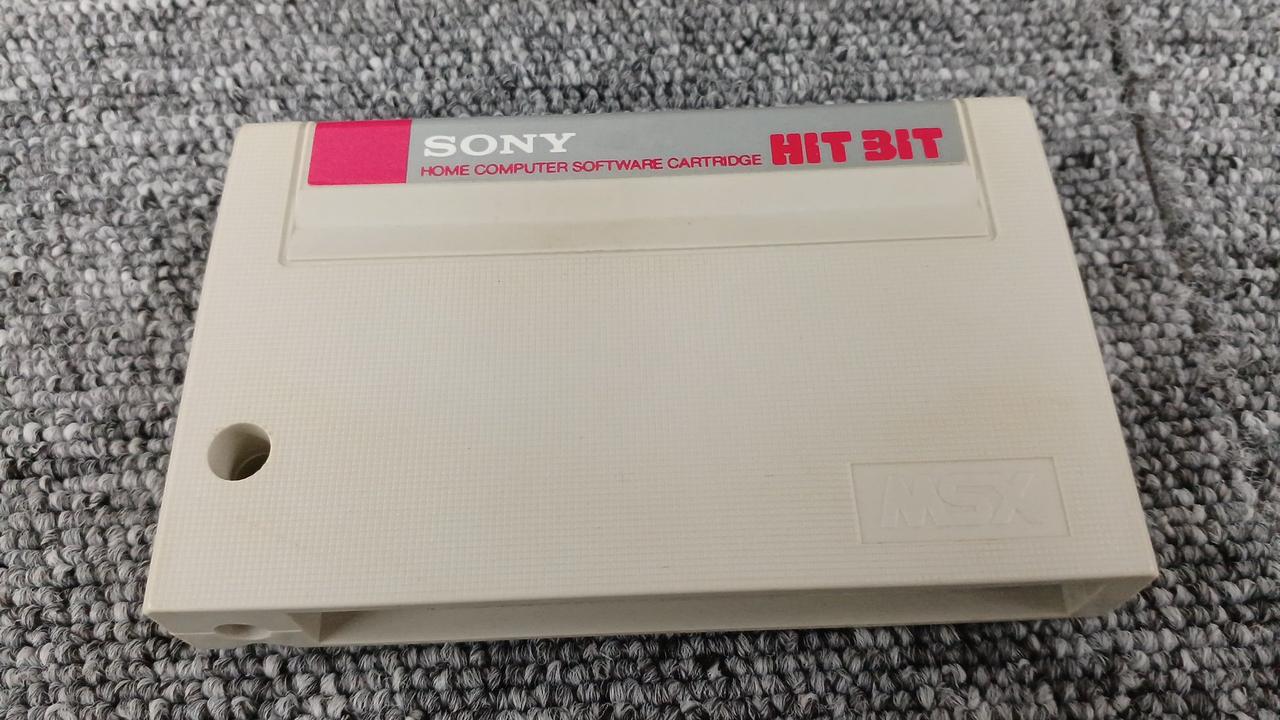 SONY
HOME COMPUTER SOFTWARE CARTRIDGE HIT BIT
MSX